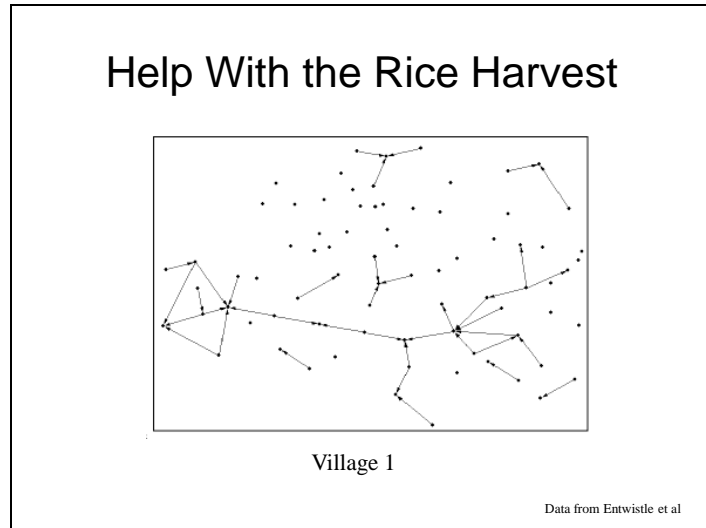 Help With the Rice Harvest
Village 1
Data from Entwistle et al